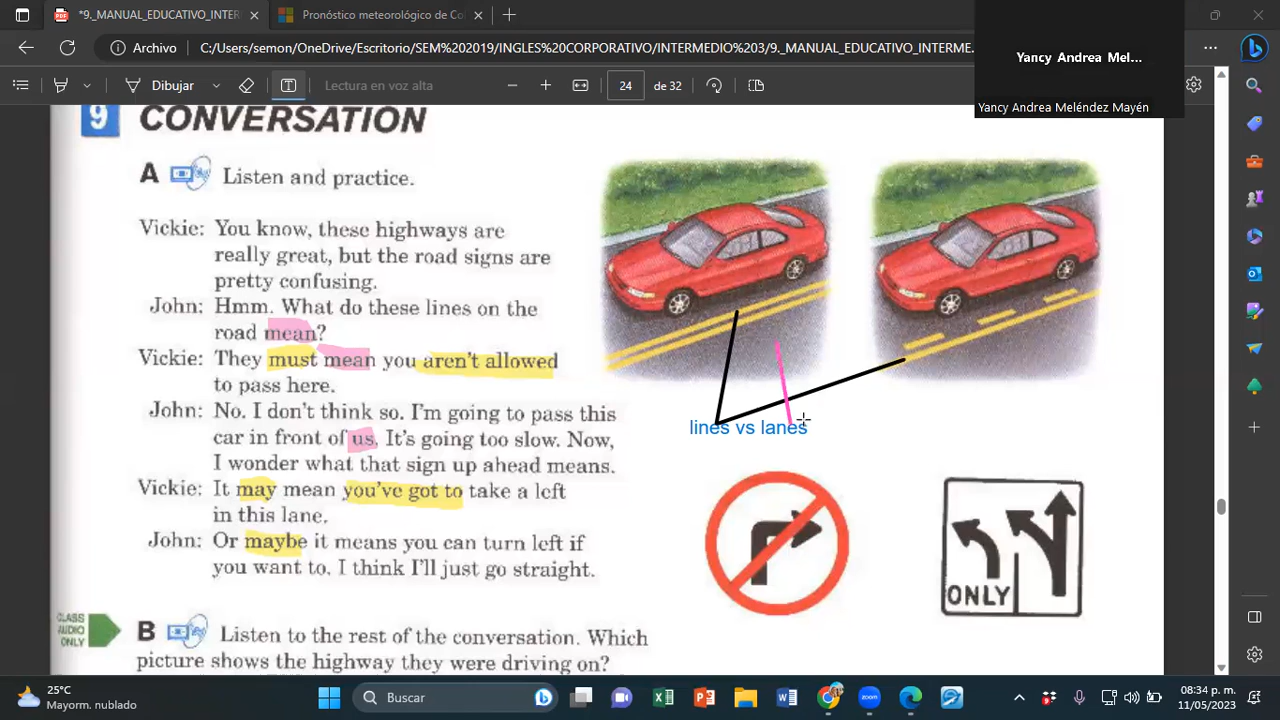 *9_MANUAL_EDUCATIVO_INTER
Pronóstico meteorológico de Co
Archivo
C:/Users/semon/OneDrive/Escritorio/SEM%202019/INGLES%20CORPORATIVO/INTERMEDIO%203/9._MANUAL_EDUCATIVO_INTERME...
Yancy Andrea Mel...
Yancy Andrea Meléndez Mayén
Dibujar
Lectura en voz alta
24
de 32
9 CONVERSATION
A Listen and practice.
Vickie: You know, these highways are
really great, but the road signs are
pretty confusing.
John: Hmm. What do these lines on the
road mean?
Vickie: They must mean you aren't allowed
to pass here.
John: No. I don't think so. I'm going to pass this
car in front of us. It's going too slow. Now,
I wonder what that sign up ahead means.
Vickie: It may mean you've got to take a left
in this lane.
John: Or maybe it means you can turn left if
you want to. I think I'll just go straight.
lines vs lanes
ONLY
CLASS
AUDIO
ONLY
B Listen to the rest of the conversation. Which
picture shows the highway they were driving on?
25°C
Mayorm. nublado
Buscar
zoom
08:34 p. m.
11/05/2023